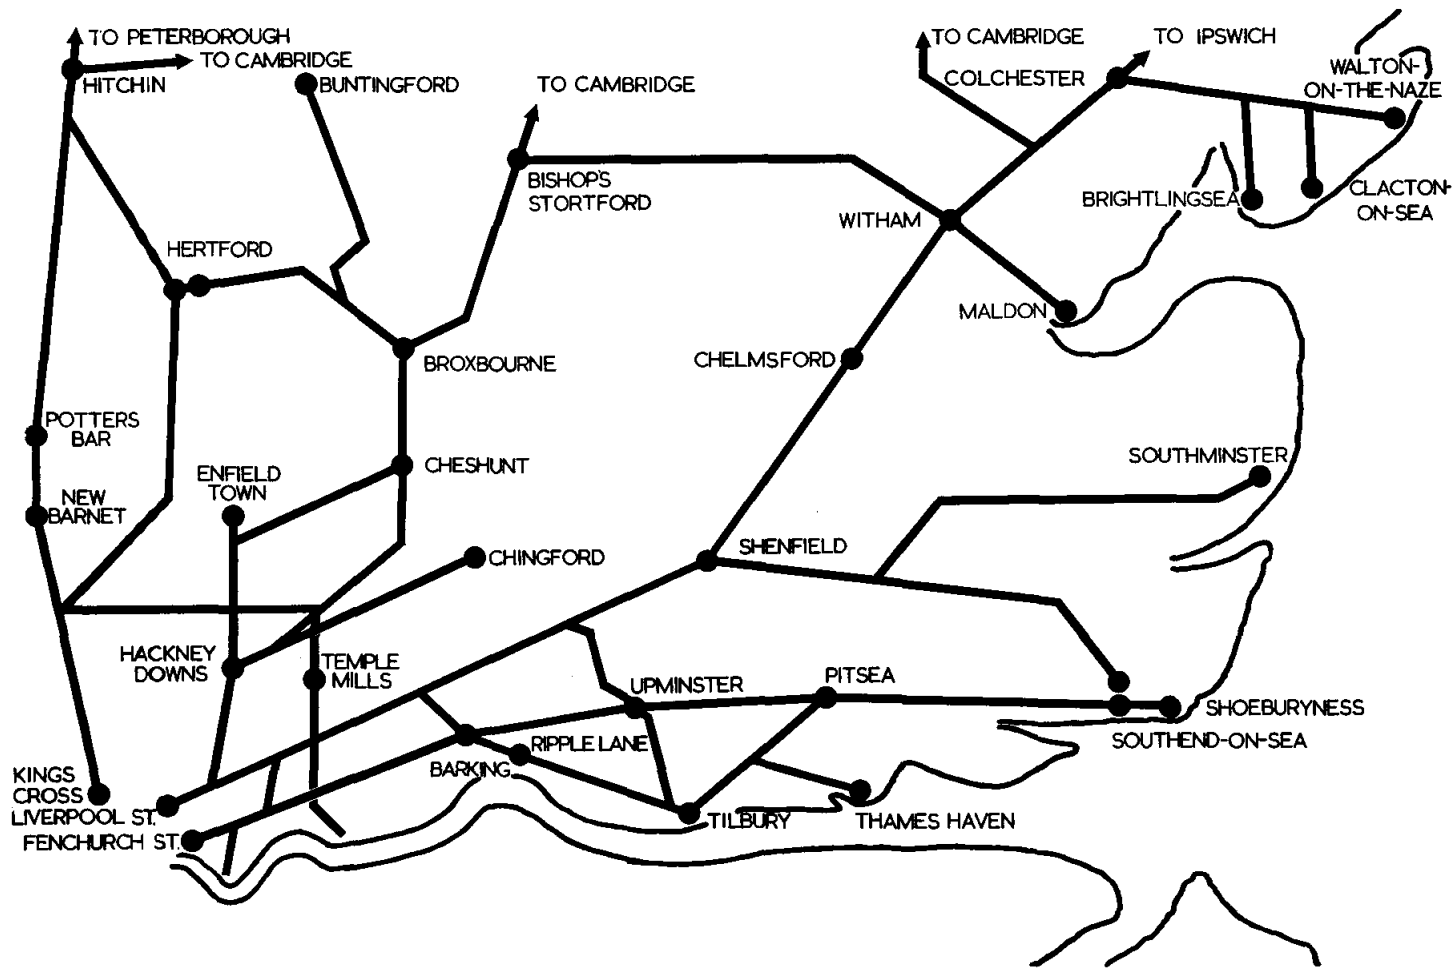 TO PETERBOROUGH
TO CAMBRIDGE
HITCHIN
BUNTINGFORD
TO CAMBRIDGE
TO CAMBRIDGE
TO IPSWICH
COLCHESTER
WALTON-
ON-THE-NAZE
BISHOP'S
STORTFORD
BRIGHTLINGSEA
CLACTON-
ON-SEA
WITHAM
HERTFORD
MALDON
BROXBOURNE
CHELMSFORD
POTTERS
BAR
ENFIELD
TOWN
CHESHUNT
SOUTHMINSTER
NEW
BARNET
CHINGFORD
SHENFIELD
HACKNEY
DOWNS
TEMPLE
MILLS
UPMINSTER
PITSEA
SHOEBURYNESS
SOUTHEND-ON-SEA
RIPPLE LANE
BARKING
KINGS
CROSS
LIVERPOOL ST.
FENCHURCH ST.
TILBURY
THAMES HAVEN